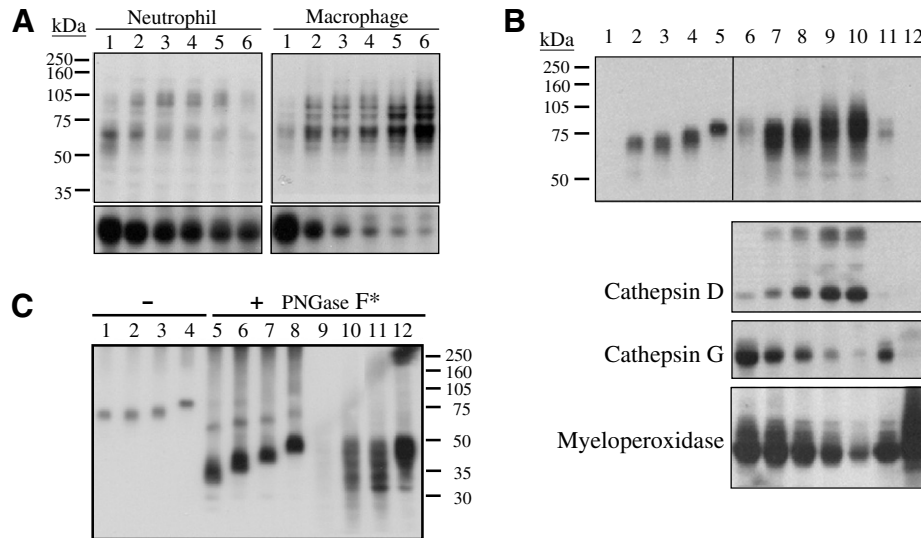 A
kDa
Neutrophil
Macrophage
1 2 3 4 5 6
1 2 3 4 5 6
250
160
105
75
50
35
B
kDa
1 2 3 4 5 6 7 8 9 10 11 12
250
160
105
75
50
Cathepsin D
Cathepsin G
Myeloperoxidase
C
– + PNGase F*
1 2 3 4 5 6 7 8 9 10 11 12
250
160
105
75
50
35
30